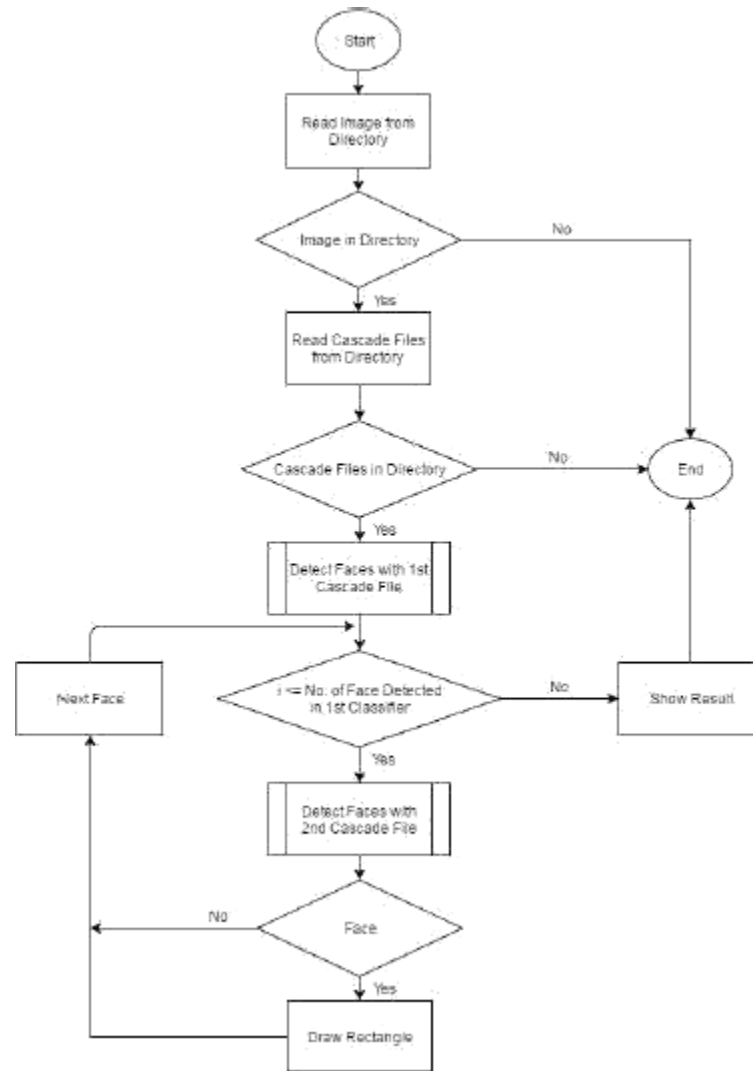 Start
Read Image from
Directory
Image in Directory
No
Yes
Read Cascade Files
from Directory
Cascade Files in Directory
No
End
Yes
Detect Faces with 1st
Cascade File
Next Face
i <= No. of Face Detected
in 1st Classifier
No
Show Result
Yes
Detect Faces with
2nd Cascade File
No
Face
Yes
Draw Rectangle